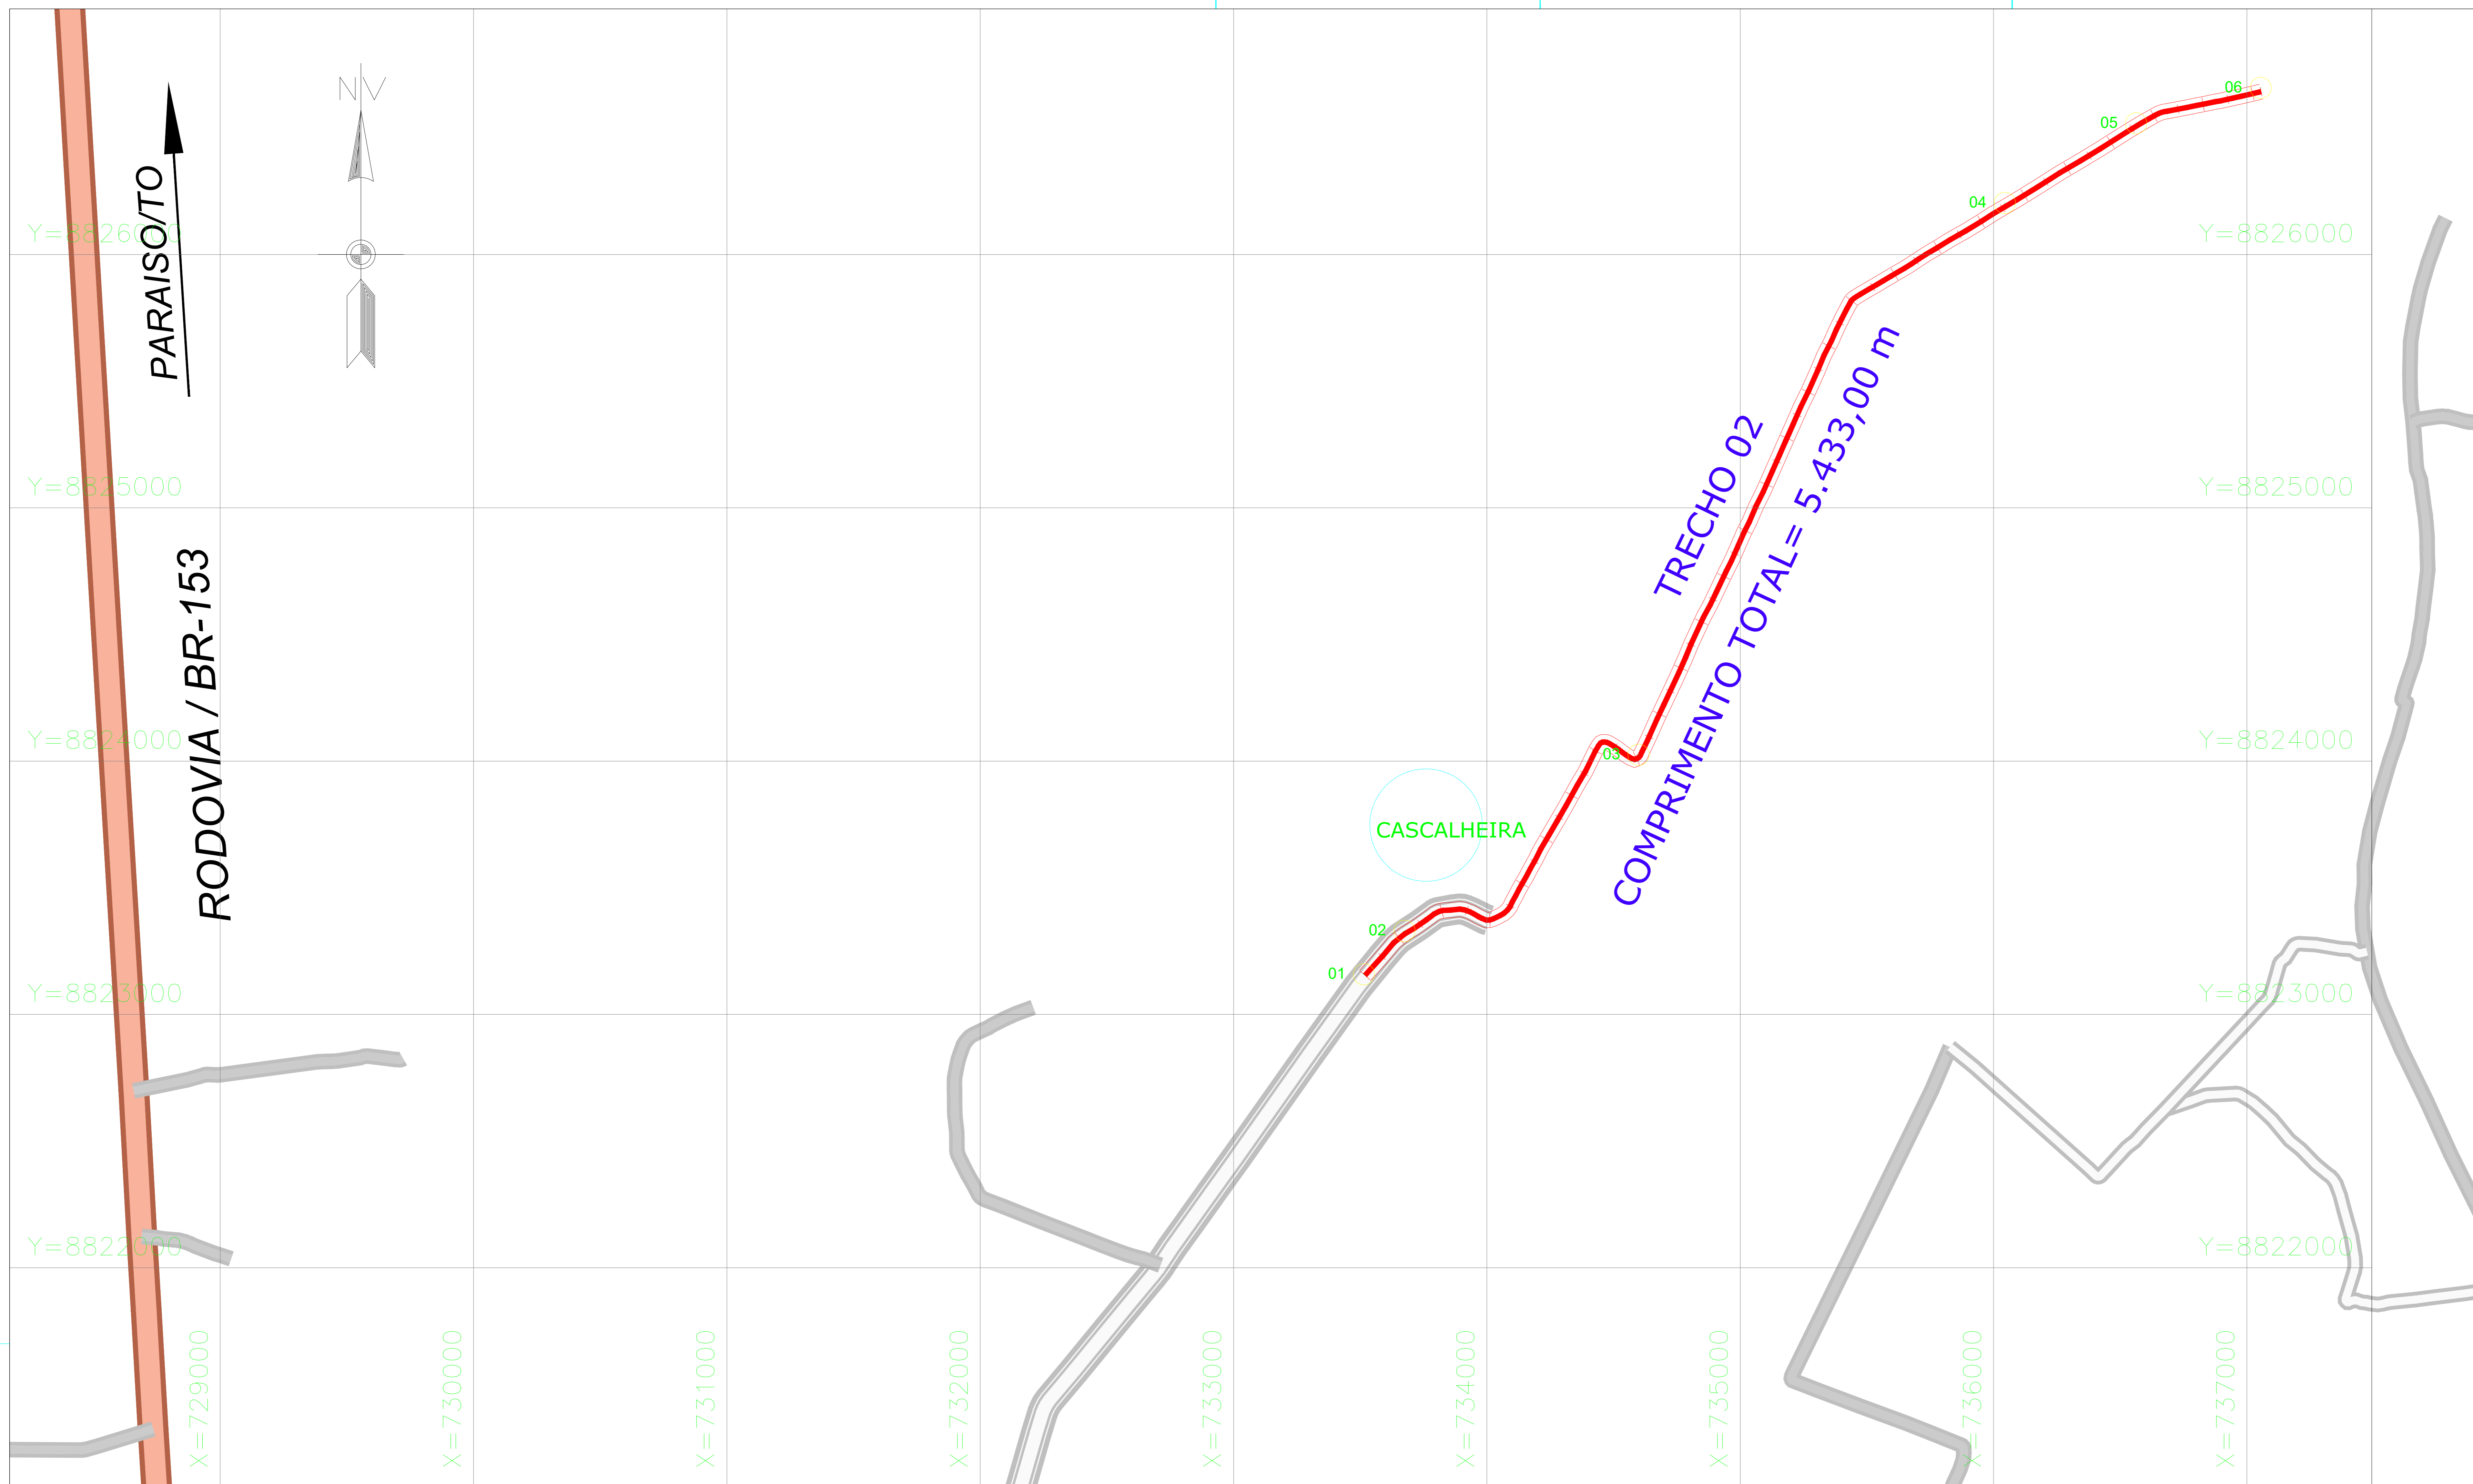 NV
06
05
04
PARAISO/TO
Y=8826000
Y=8826000
TRECHO 02
COMPRIMENTO TOTAL= 5.433,00 m
Y=8825000
Y=8825000
RODOVIA / BR-153
Y=8824000
Y=8824000
03
CASCALHEIRA
02
01
Y=8823000
Y=8823000
Y=8822000
Y=8822000
X=729000
X=730000
X=731000
X=732000
X=733000
X=734000
X=735000
X=736000
X=737000